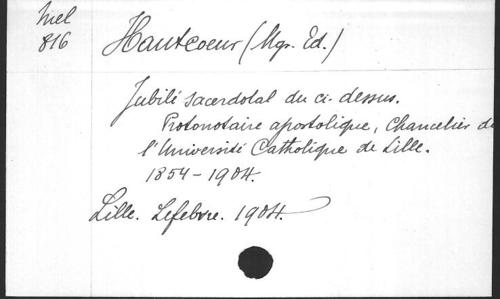 Mel
816
Hautcoeur (Mgr. Ed.)
Jubilé sacerdotal du ci-dessus.
Protonotaire apostolique, Chancelier de
l'Université Catholique de Lille.
1854-1904.
Lille. Lefebvre. 1904.